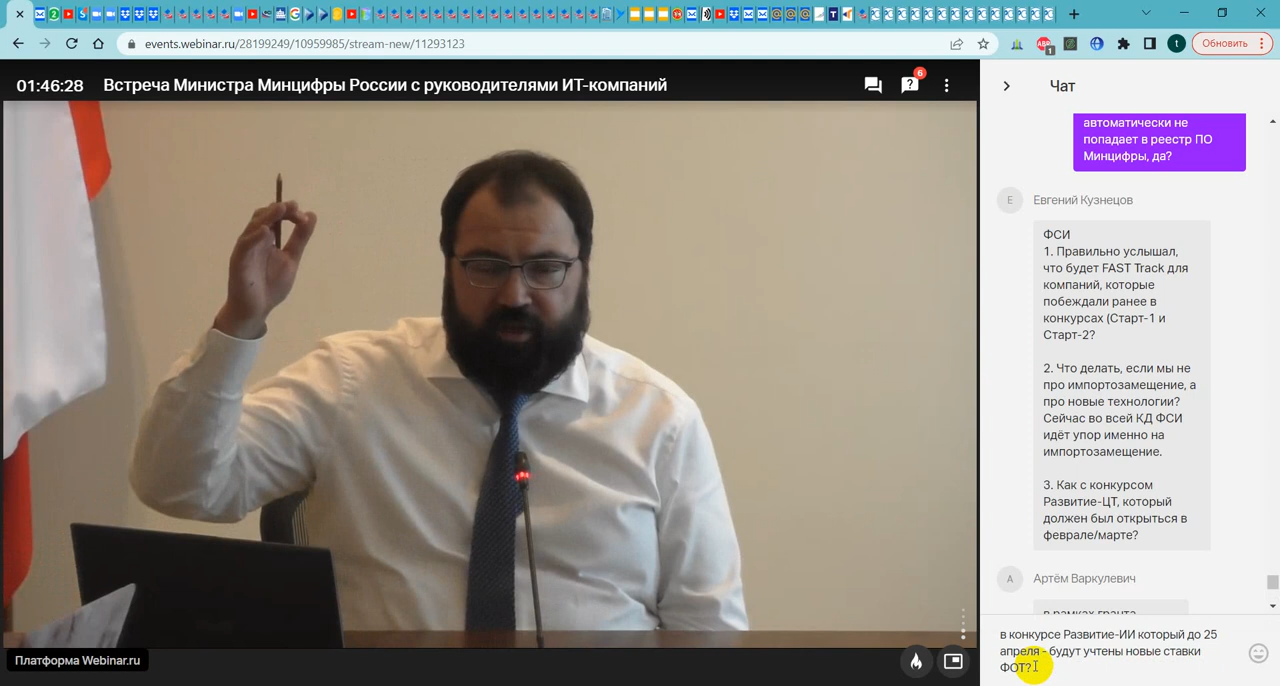 events.webinar.ru/28199249/10959985/stream-new/11293123
Обновить
01:46:28
Встреча Министра Минцифры России с руководителями ИТ-компаний
6
Чат
автоматически не
попадает в реестр ПО
Минцифры, да?
Е
Евгений Кузнецов
ФСИ
1. Правильно услышал,
что будет FAST Track для
компаний, которые
побеждали ранее в
конкурсах (Старт-1 и
Старт-2?
2. Что делать, если мы не
про импортозамещение, а
про новые технологии?
Сейчас во всей КД ФСИ
идёт упор именно на
импортозамещение.
3. Как с конкурсом
Развитие-ЦТ, который
должен был открыться в
феврале/марте?
А
Артём Варкулевич
в рамках гранта
в конкурсе Развитие-ИИ который до 25
апреля - будут учтены новые ставки
ФОТ?
Платформа Webinar.ru